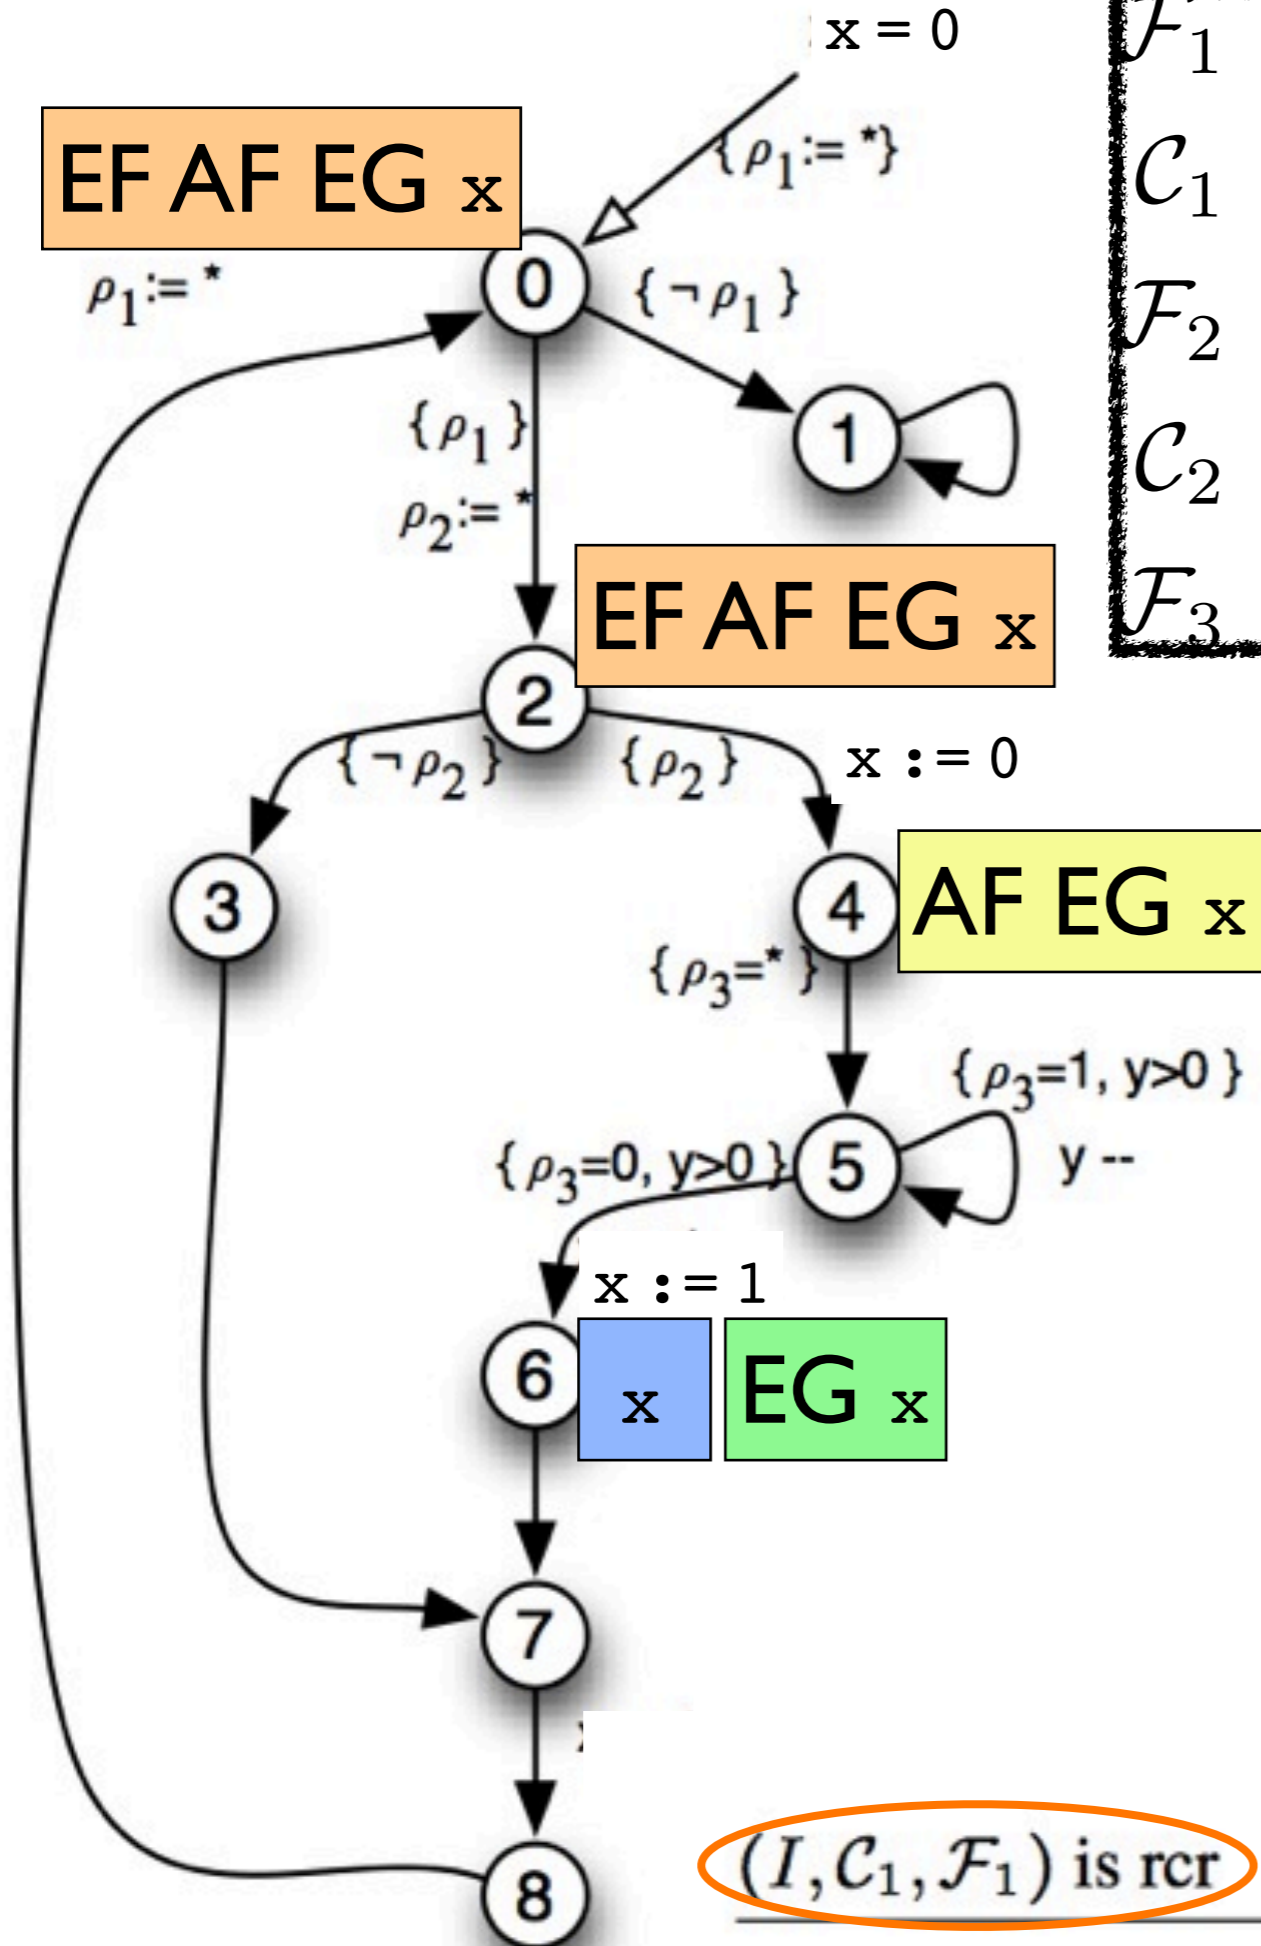 x = 0
{ ρ₁:= *}
EF AF EG x
ρ₁:= *
0
{ ¬ ρ₁ }
{ ρ₁ }
1
ρ₂:= *
EF AF EG x
2
{ ¬ ρ₂ }
{ ρ₂ }
x := 0
3
4
AF EG x
{ ρ₃=* }
{ ρ₃=1, y>0 }
{ ρ₃=0, y>0 }
5
y --
x := 1
6
x
EG x
7
8
(I, 𝒞₁, ℱ₁) is rcr
ℱ₁
𝒞₁
ℱ₂
𝒞₂
ℱ₃